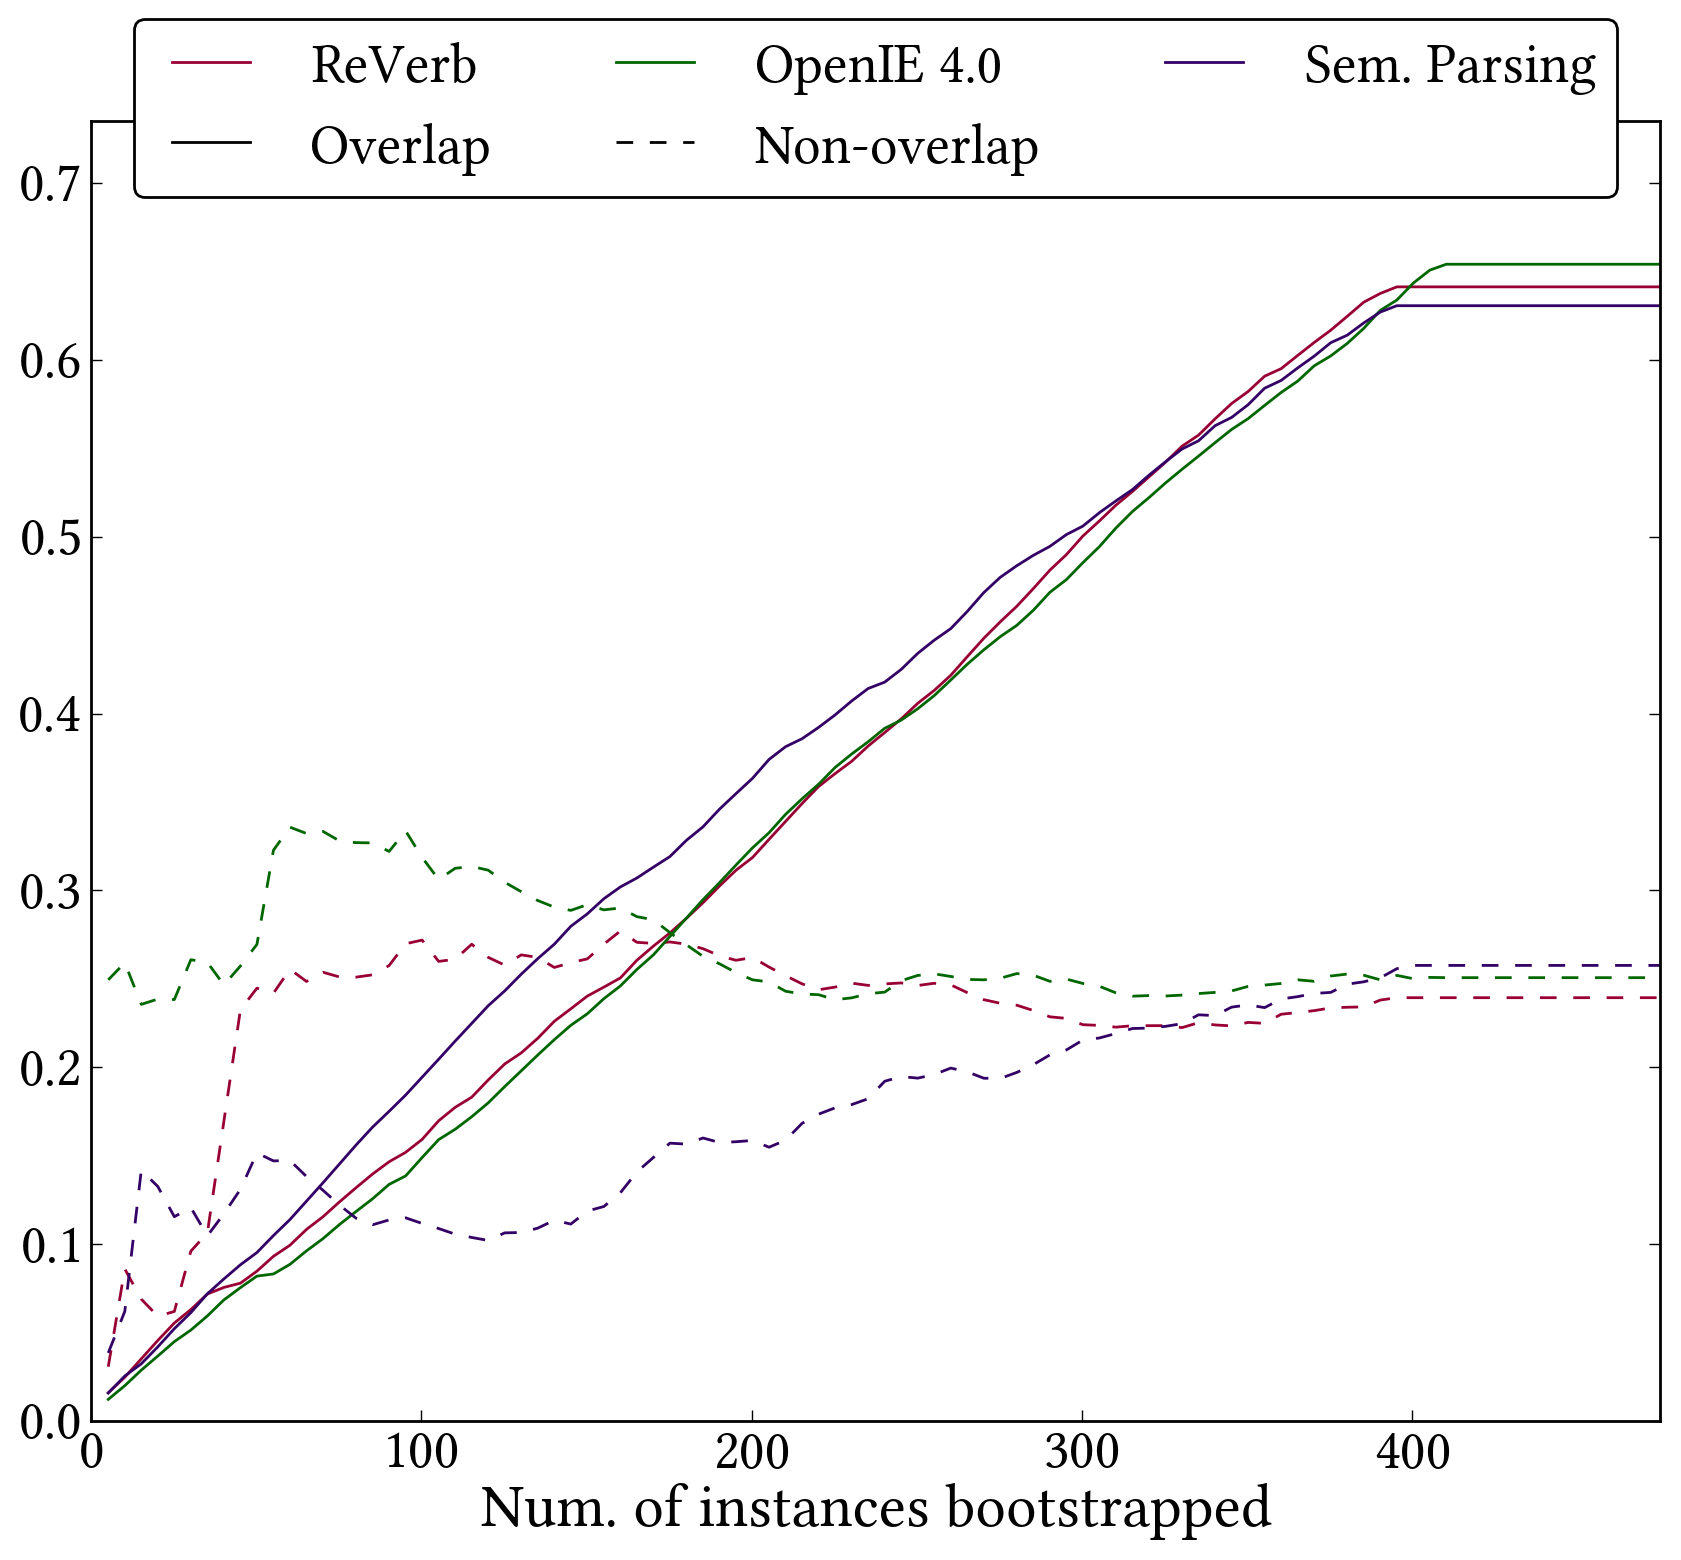 ReVerb OpenIE 4.0 Sem. Parsing
Overlap Non-overlap
0.7
0.6
0.5
0.4
0.3
0.2
0.1
0.0
0 100 200 300 400
Num. of instances bootstrapped